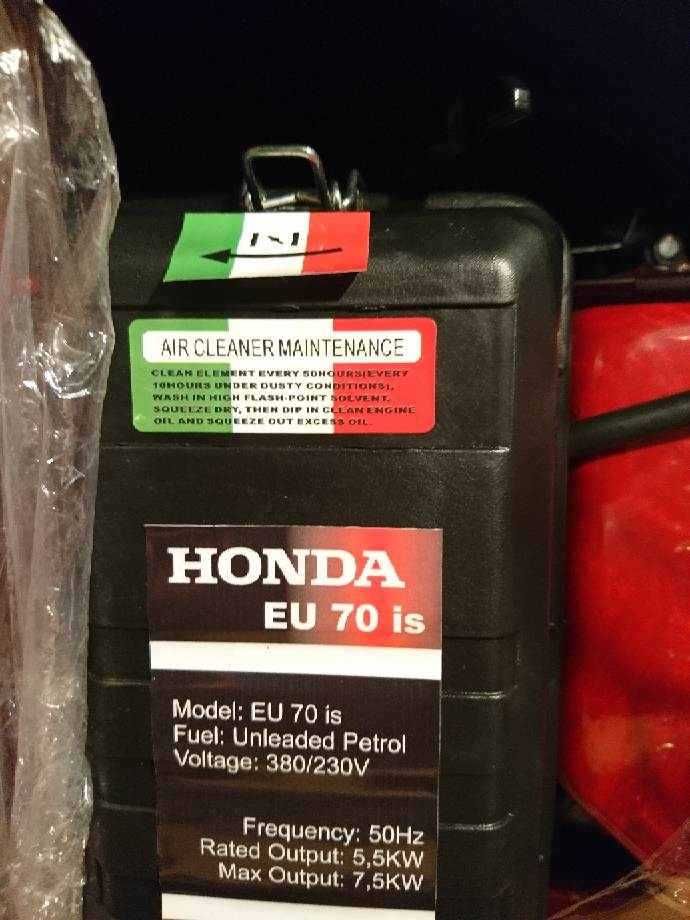 AIR CLEANER MAINTENANCE
CLEAN ELEMENT EVERY 50HOURS(EVERY
10HOURS UNDER DUSTY CONDITIONS),
WASH IN HIGH FLASH-POINT SOLVENT,
SQUEEZE DRY, THEN DIP IN CLEAN ENGINE
OIL AND SQUEEZE OUT EXCESS OIL.
HONDA
EU 70 is
Model: EU 70 is
Fuel: Unleaded Petrol
Voltage: 380/230V
Frequency: 50Hz
Rated Output: 5,5KW
Max Output: 7,5KW